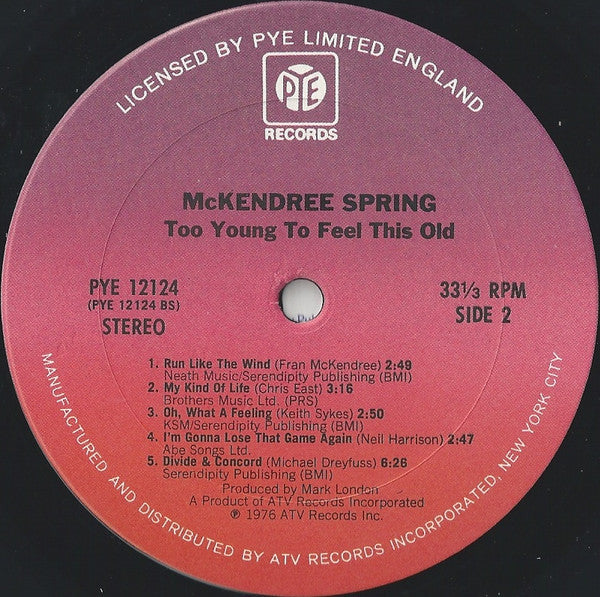 LICENSED BY PYE LIMITED ENGLAND
PYE
RECORDS
McKENDREE SPRING
Too Young To Feel This Old
PYE 12124
(PYE 12124 BS)
STEREO
33 1/3 RPM
SIDE 2
1. Run Like The Wind (Fran McKendree) 2:49
Neath Music/Serendipity Publishing (BMI)
2. My Kind Of Life (Chris East) 3:16
Brothers Music Ltd. (PRS)
3. Oh, What A Feeling (Keith Sykes) 2:50
KSM/Serendipity Publishing (BMI)
4. I'm Gonna Lose That Game Again (Neil Harrison) 2:47
Abe Songs Ltd.
5. Divide & Concord (Michael Dreyfuss) 6:26
Serendipity Publishing (BMI)
Produced by Mark London
A Product of ATV Records Incorporated
℗ 1976 ATV Records Inc.
MANUFACTURED AND DISTRIBUTED BY ATV RECORDS INCORPORATED, NEW YORK CITY